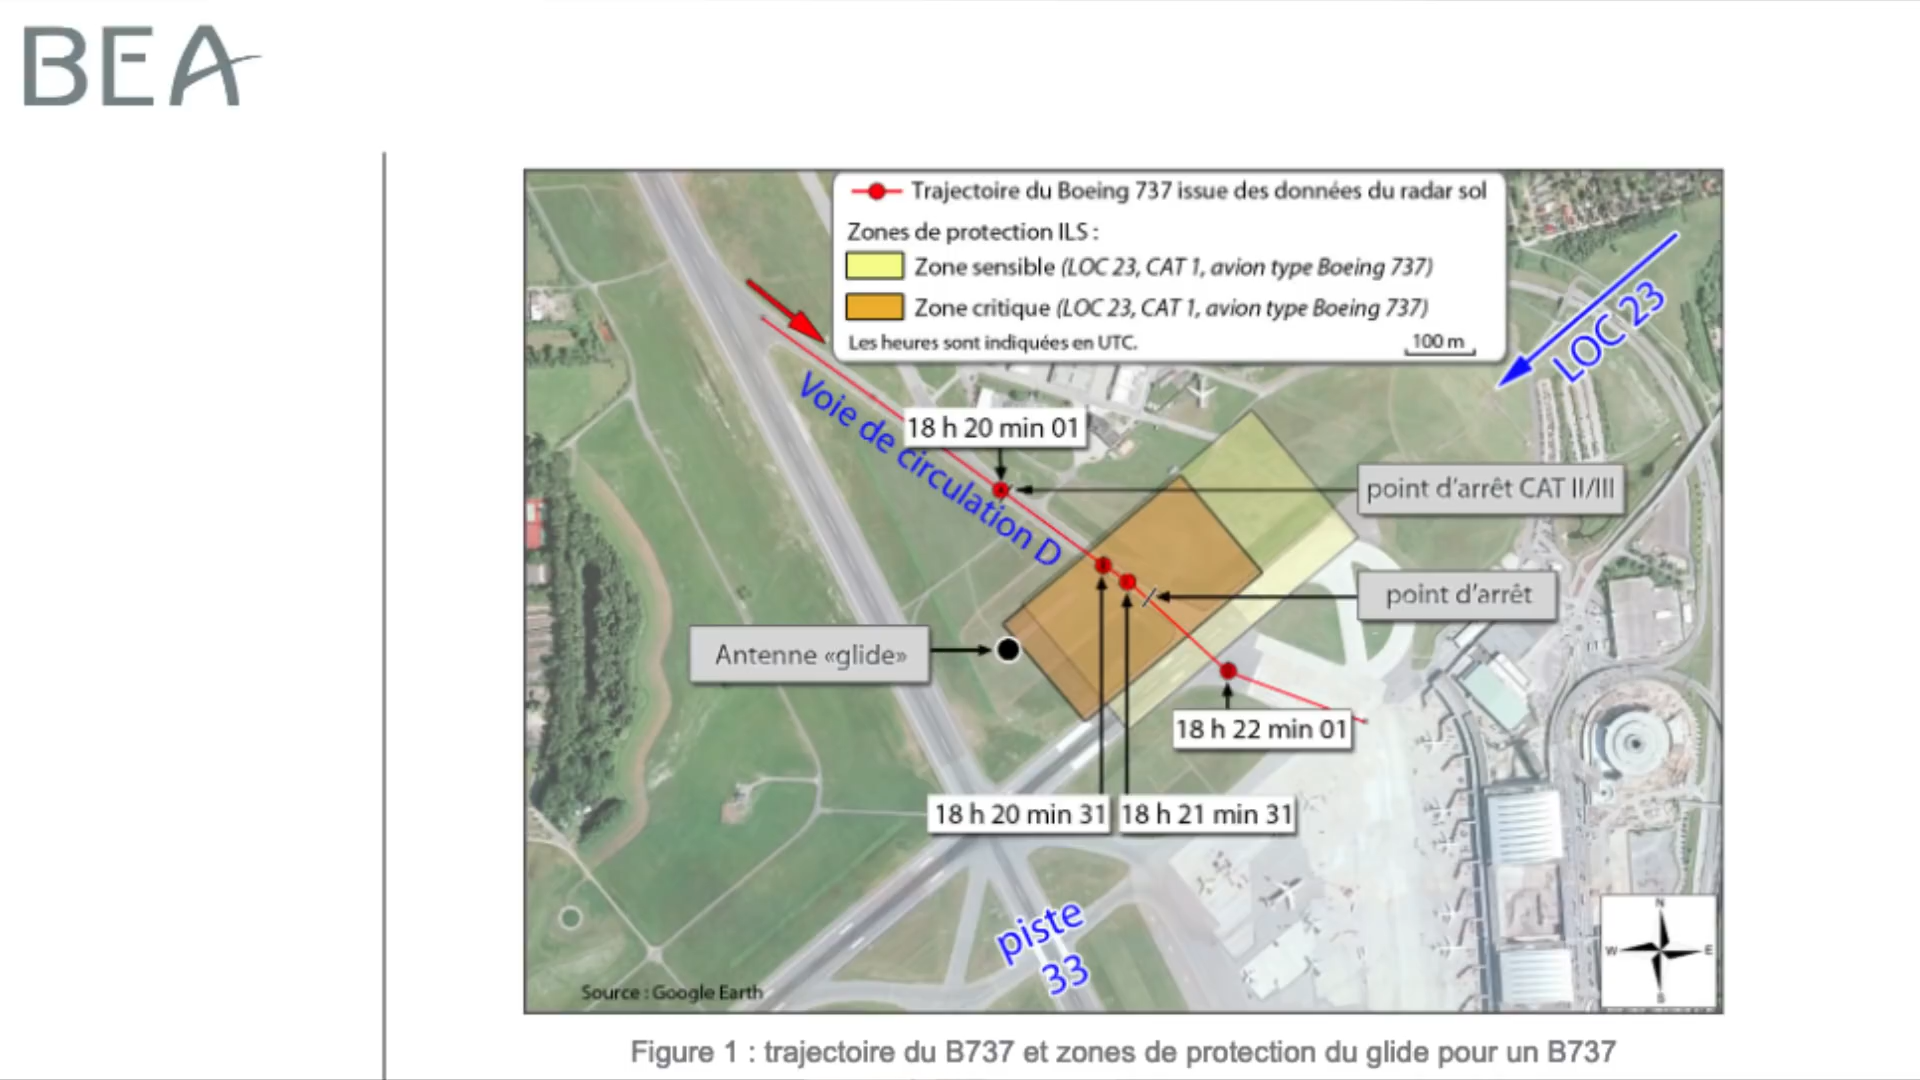 BEA
Trajectoire du Boeing 737 issue des données du radar sol
Zones de protection ILS :
Zone sensible (LOC 23, CAT 1, avion type Boeing 737)
Zone critique (LOC 23, CAT 1, avion type Boeing 737)
Les heures sont indiquées en UTC.
100 m
LOC 23
Voie de circulation D
18 h 20 min 01
point d'arrêt CAT II/III
point d'arrêt
Antenne «glide»
18 h 22 min 01
18 h 20 min 31
18 h 21 min 31
piste
33
N
W
E
S
Source : Google Earth
Figure 1 : trajectoire du B737 et zones de protection du glide pour un B737